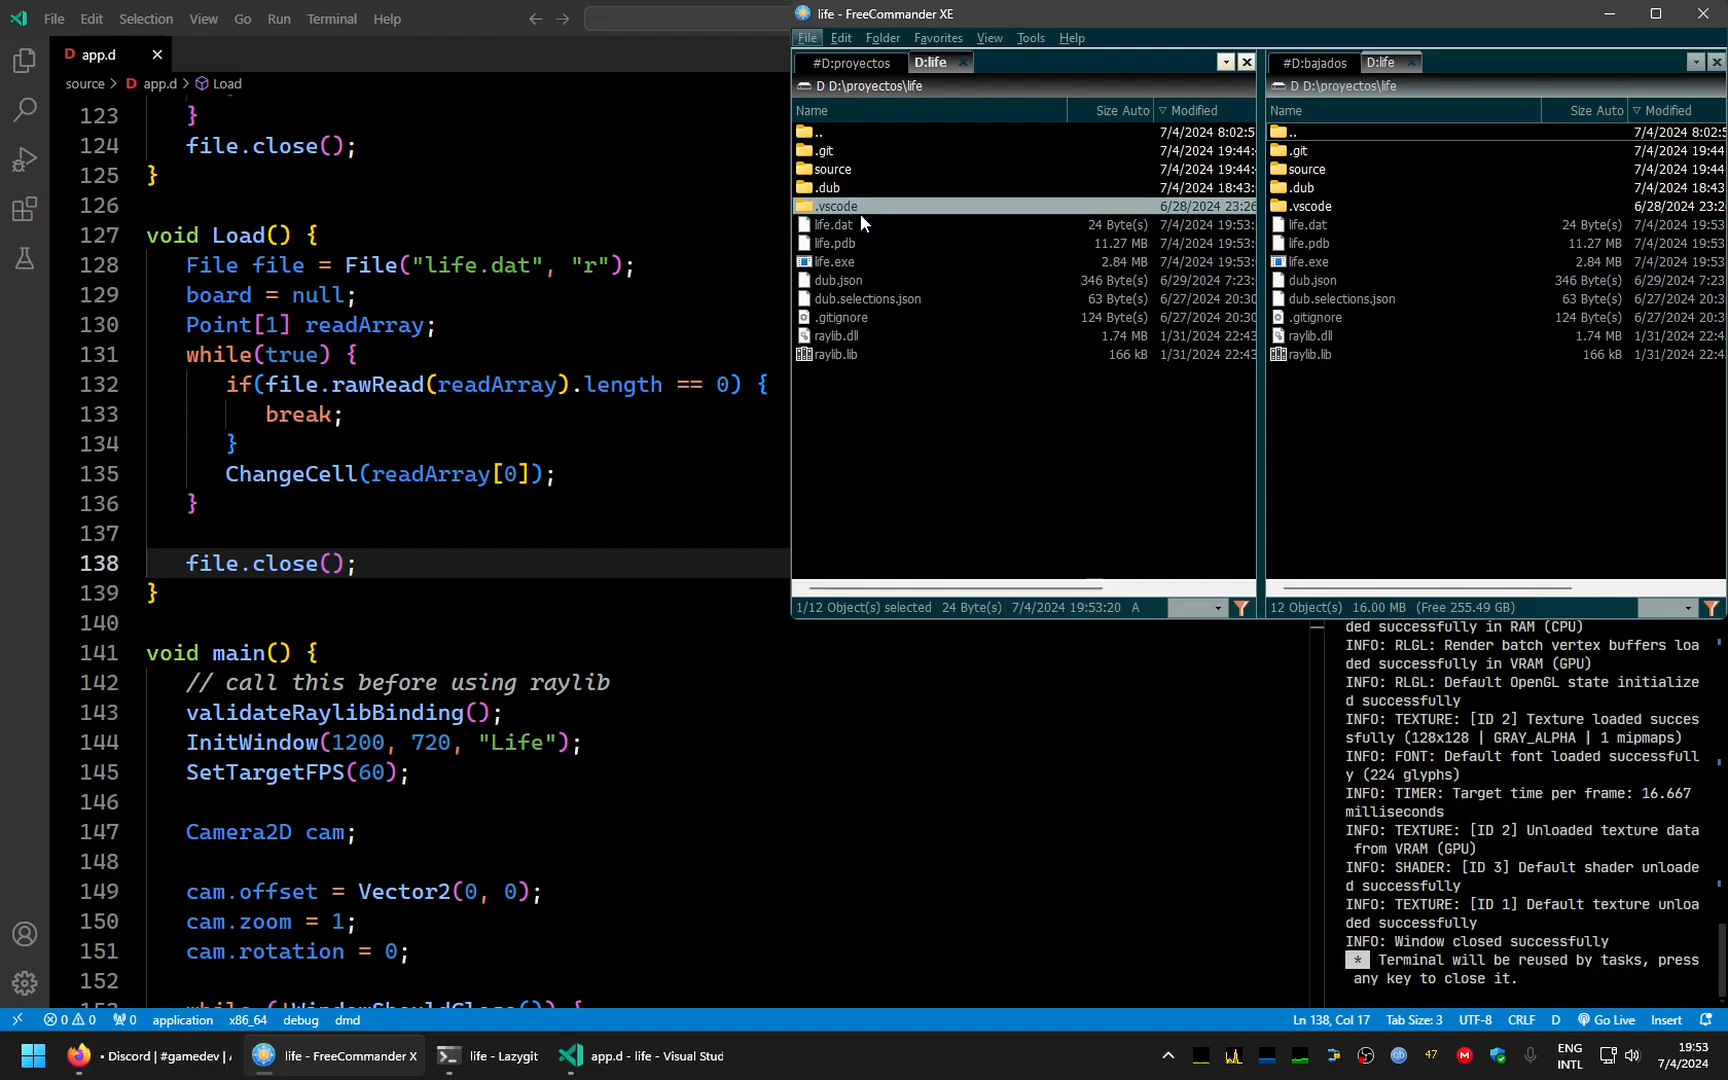 File Edit Selection View Go Run Terminal Help
D app.d ×
source > D app.d > Load
123 }
124 file.close();
125 }
126
127 void Load() {
128 File file = File("life.dat", "r");
129 board = null;
130 Point[1] readArray;
131 while(true) {
132 if(file.rawRead(readArray).length == 0) {
133 break;
134 }
135 ChangeCell(readArray[0]);
136 }
137
138 file.close();
139 }
140
141 void main() {
142 // call this before using raylib
143 validateRaylibBinding();
144 InitWindow(1200, 720, "Life");
145 SetTargetFPS(60);
146
147 Camera2D cam;
148
149 cam.offset = Vector2(0, 0);
150 cam.zoom = 1;
151 cam.rotation = 0;
152
life - FreeCommander XE
File Edit Folder Favorites View Tools Help
#D:proyectos D:life
D D:\proyectos\life
Name Size Auto Modified
.. 7/4/2024 8:02:5
.git 7/4/2024 19:44:
source 7/4/2024 19:44:
.dub 7/4/2024 18:43:
.vscode 6/28/2024 23:26
life.dat 24 Byte(s) 7/4/2024 19:53:
life.pdb 11.27 MB 7/4/2024 19:53:
life.exe 2.84 MB 7/4/2024 19:53:
dub.json 346 Byte(s) 6/29/2024 7:23:
dub.selections.json 63 Byte(s) 6/27/2024 20:30
.gitignore 124 Byte(s) 6/27/2024 20:30
raylib.dll 1.74 MB 1/31/2024 22:43
raylib.lib 166 kB 1/31/2024 22:43
1/12 Object(s) selected 24 Byte(s) 7/4/2024 19:53:20 A
#D:bajados D:life
D D:\proyectos\life
Name Size Auto Modified
.. 7/4/2024 8:02:5
.git 7/4/2024 19:44
source 7/4/2024 19:44
.dub 7/4/2024 18:43:
.vscode 6/28/2024 23:2
life.dat 24 Byte(s) 7/4/2024 19:53
life.pdb 11.27 MB 7/4/2024 19:53
life.exe 2.84 MB 7/4/2024 19:53
dub.json 346 Byte(s) 6/29/2024 7:23
dub.selections.json 63 Byte(s) 6/27/2024 20:3
.gitignore 124 Byte(s) 6/27/2024 20:3
raylib.dll 1.74 MB 1/31/2024 22:4
raylib.lib 166 kB 1/31/2024 22:4
12 Object(s) 16.00 MB (Free 255.49 GB)
ded successfully in RAM (CPU)
INFO: RLGL: Render batch vertex buffers loa
ded successfully in VRAM (GPU)
INFO: RLGL: Default OpenGL state initialize
d successfully
INFO: TEXTURE: [ID 2] Texture loaded succes
sfully (128x128 | GRAY_ALPHA | 1 mipmaps)
INFO: FONT: Default font loaded successfull
y (224 glyphs)
INFO: TIMER: Target time per frame: 16.667
milliseconds
INFO: TEXTURE: [ID 2] Unloaded texture data
from VRAM (GPU)
INFO: SHADER: [ID 3] Default shader unloade
d successfully
INFO: TEXTURE: [ID 1] Default texture unloa
ded successfully
INFO: Window closed successfully
* Terminal will be reused by tasks, press
any key to close it.
0 0 0 application x86_64 debug dmd Ln 138, Col 17 Tab Size: 3 UTF-8 CRLF D Go Live Insert
• Discord | #gamedev | life - FreeCommander X life - Lazygit app.d - life - Visual Stud 47 ENG 19:53
INTL 7/4/2024